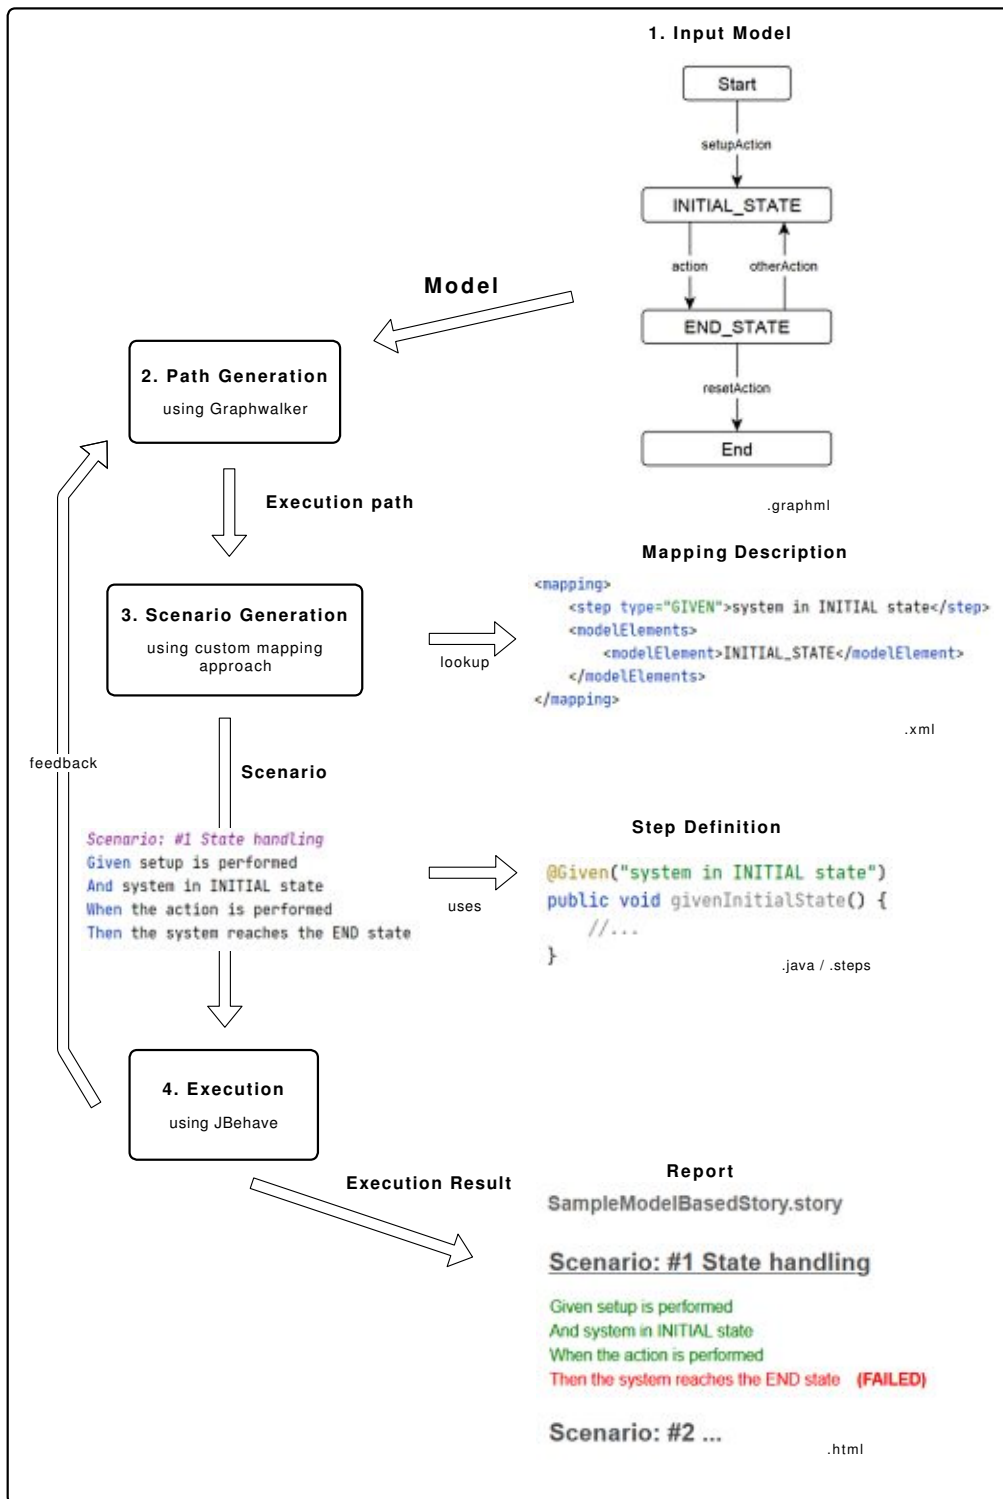 1. Input Model
Start
setupAction
INITIAL_STATE
action
otherAction
Model
END_STATE
2. Path Generation
using Graphwalker
resetAction
End
Execution path
.graphml
Mapping Description
<mapping>
<step type="GIVEN">system in INITIAL state</step>
<modelElements>
<modelElement>INITIAL_STATE</modelElement>
</modelElements>
</mapping>
.xml
3. Scenario Generation
using custom mapping
approach
lookup
feedback
Scenario
Scenario: #1 State handling
Given setup is performed
And system in INITIAL state
When the action is performed
Then the system reaches the END state
uses
Step Definition
@Given("system in INITIAL state")
public void givenInitialState() {
//...
}
.java / .steps
4. Execution
using JBehave
Execution Result
Report
SampleModelBasedStory.story
Scenario: #1 State handling
Given setup is performed
And system in INITIAL state
When the action is performed
Then the system reaches the END state (FAILED)
Scenario: #2 ...
.html